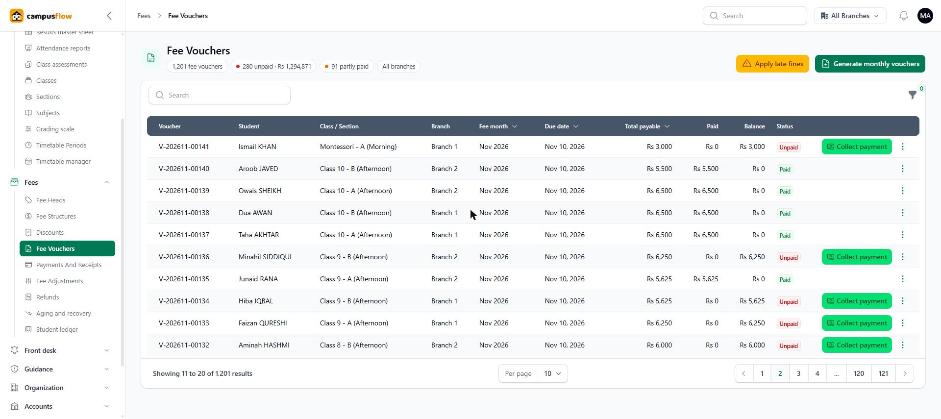 campusflow
Fees > Fee Vouchers
Search
All Branches
MA
Results master sheet
Attendance reports
Class assessments
Classes
Sections
Subjects
Grading scale
Timetable Periods
Timetable manager
Fees
Fee Heads
Fee Structures
Discounts
Fee Vouchers
Payments And Receipts
Fee Adjustments
Refunds
Aging and recovery
Student ledger
Front desk
Guidance
Organization
Accounts
Fee Vouchers
1,201 fee vouchers 280 unpaid · Rs 1,294,871 91 partly paid All branches
Apply late fines
Generate monthly vouchers
Search
0
Voucher Student Class / Section Branch Fee month Due date Total payable Paid Balance Status
V-202611-00141 Ismail KHAN Montessori - A (Morning) Branch 1 Nov 2026 Nov 10, 2026 Rs 3,000 Rs 0 Rs 3,000 Unpaid Collect payment
V-202611-00140 Aroob JAVED Class 10 - B (Afternoon) Branch 2 Nov 2026 Nov 10, 2026 Rs 5,500 Rs 5,500 Rs 0 Paid
V-202611-00139 Owais SHEIKH Class 10 - A (Afternoon) Branch 2 Nov 2026 Nov 10, 2026 Rs 6,500 Rs 6,500 Rs 0 Paid
V-202611-00138 Dua AWAN Class 10 - B (Afternoon) Branch 1 Nov 2026 Nov 10, 2026 Rs 6,500 Rs 6,500 Rs 0 Paid
V-202611-00137 Taha AKHTAR Class 10 - A (Afternoon) Branch 1 Nov 2026 Nov 10, 2026 Rs 6,500 Rs 6,500 Rs 0 Paid
V-202611-00136 Minahil SIDDIQUI Class 9 - B (Afternoon) Branch 2 Nov 2026 Nov 10, 2026 Rs 6,250 Rs 0 Rs 6,250 Unpaid Collect payment
V-202611-00135 Junaid RANA Class 9 - A (Afternoon) Branch 2 Nov 2026 Nov 10, 2026 Rs 5,625 Rs 5,625 Rs 0 Paid
V-202611-00134 Hiba IQBAL Class 9 - B (Afternoon) Branch 1 Nov 2026 Nov 10, 2026 Rs 5,625 Rs 0 Rs 5,625 Unpaid Collect payment
V-202611-00133 Faizan QURESHI Class 9 - A (Afternoon) Branch 1 Nov 2026 Nov 10, 2026 Rs 6,250 Rs 0 Rs 6,250 Unpaid Collect payment
V-202611-00132 Aminah HASHMI Class 8 - B (Afternoon) Branch 2 Nov 2026 Nov 10, 2026 Rs 6,000 Rs 0 Rs 6,000 Unpaid Collect payment
Showing 11 to 20 of 1,201 results Per page 10 < 1 2 3 4 ... 120 121 >